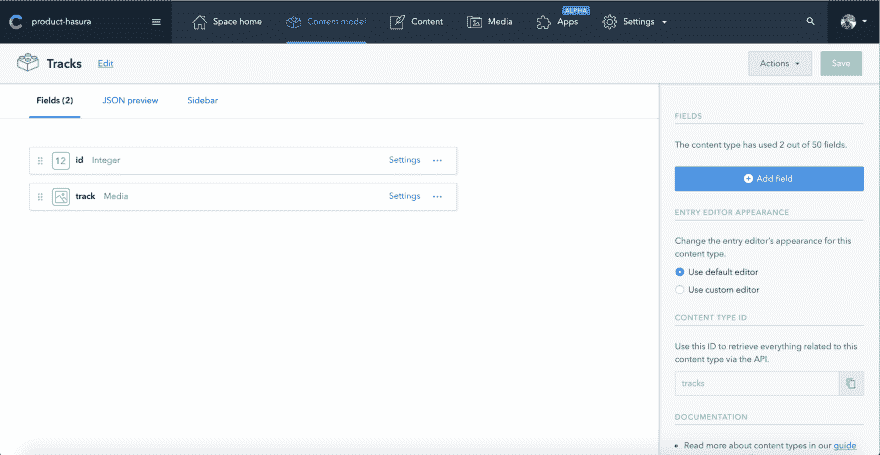 product-hasura
Space home
Content model
Content
Media
ALPHA
Apps
Settings
Tracks
Edit
Actions
Save
Fields (2)
JSON preview
Sidebar
12 id Integer Settings
track Media Settings
FIELDS
The content type has used 2 out of 50 fields.
Add field
ENTRY EDITOR APPEARANCE
Change the entry editor's appearance for this
content type.
Use default editor
Use custom editor
CONTENT TYPE ID
Use this ID to retrieve everything related to this
content type via the API.
tracks
DOCUMENTATION
Read more about content types in our guide